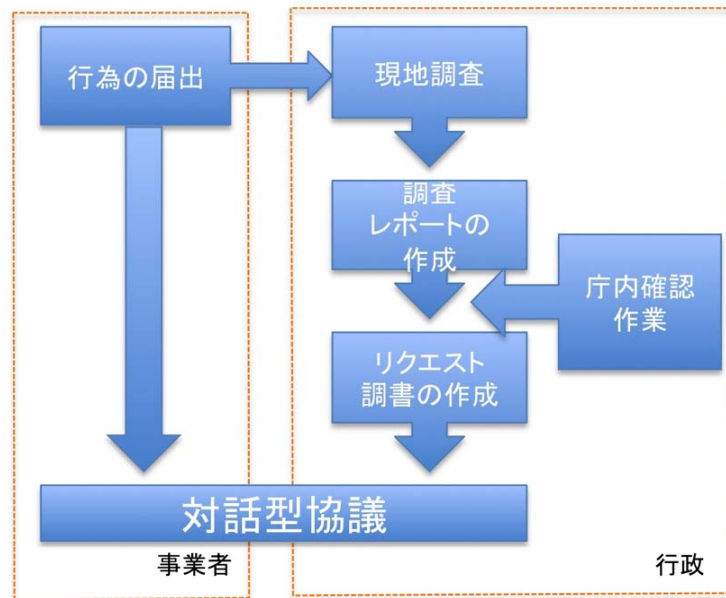 行為の届出
現地調査
調査
レポートの
作成
庁内確認
作業
リクエスト
調書の作成
対話型協議
事業者
行政